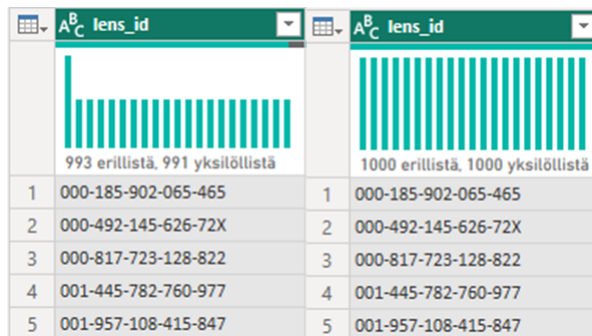 ABC lens_id
993 erillistä, 991 yksilöllistä
1 000-185-902-065-465
2 000-492-145-626-72X
3 000-817-723-128-822
4 001-445-782-760-977
5 001-957-108-415-847
ABC lens_id
1000 erillistä, 1000 yksilöllistä
1 000-185-902-065-465
2 000-492-145-626-72X
3 000-817-723-128-822
4 001-445-782-760-977
5 001-957-108-415-847